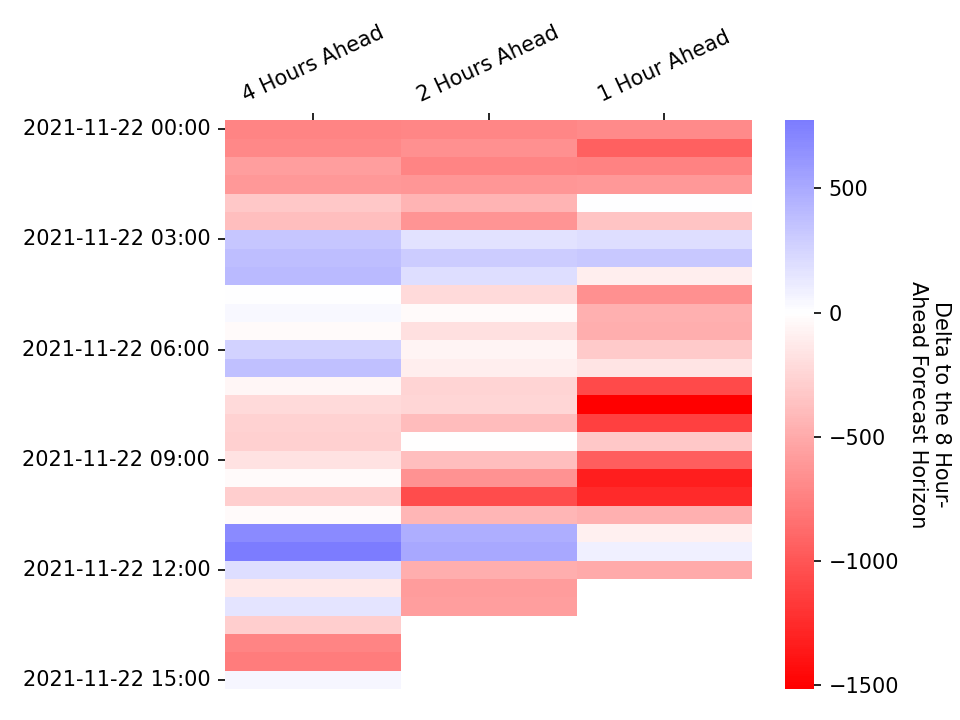 4 Hours Ahead
2 Hours Ahead
1 Hour Ahead
2021-11-22 00:00
2021-11-22 03:00
2021-11-22 06:00
2021-11-22 09:00
2021-11-22 12:00
2021-11-22 15:00
500
0
−500
−1000
−1500
Delta to the 8 Hour-
Ahead Forecast Horizon